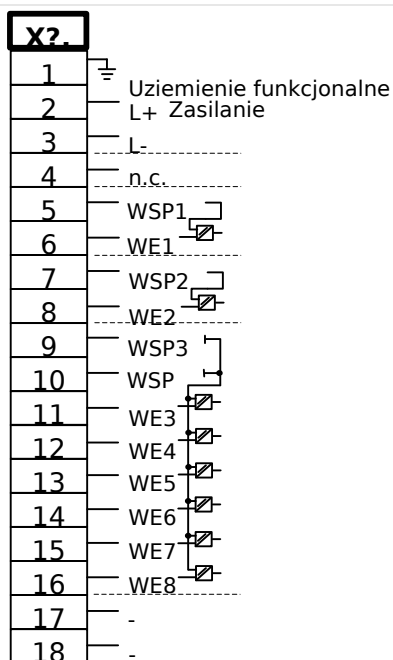 X?.
1
Uziemienie funkcjonalne
2 L+ Zasilanie
3 L-
4 n.c.
5 WSP1
6 WE1
7 WSP2
8 WE2
9 WSP3
10 WSP
11 WE3
12 WE4
13 WE5
14 WE6
15 WE7
16 WE8
17 -
18 -